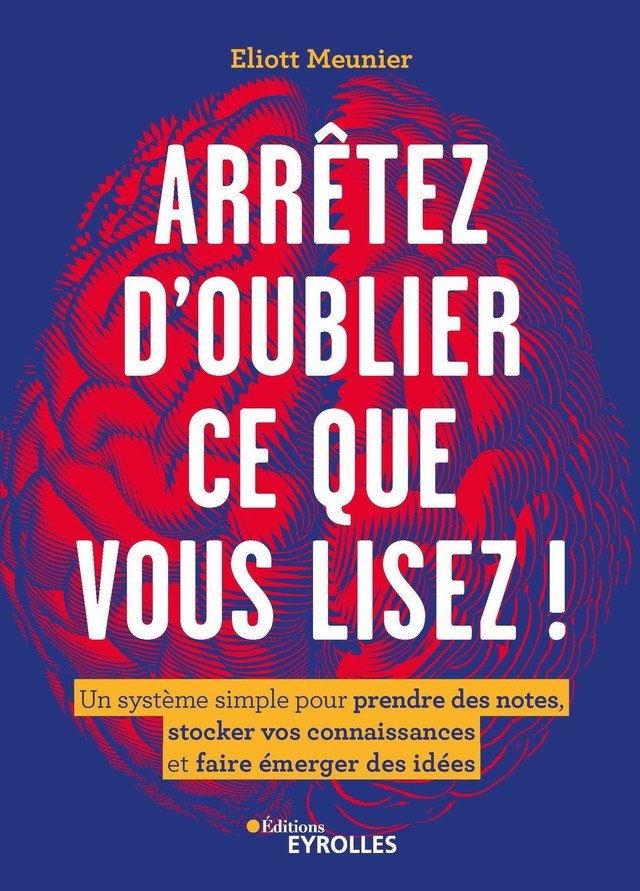 Eliott Meunier
ARRÊTEZ
D’OUBLIER
CE QUE
VOUS LISEZ !
Un système simple pour prendre des notes,
stocker vos connaissances
et faire émerger des idées
Éditions
EYROLLES